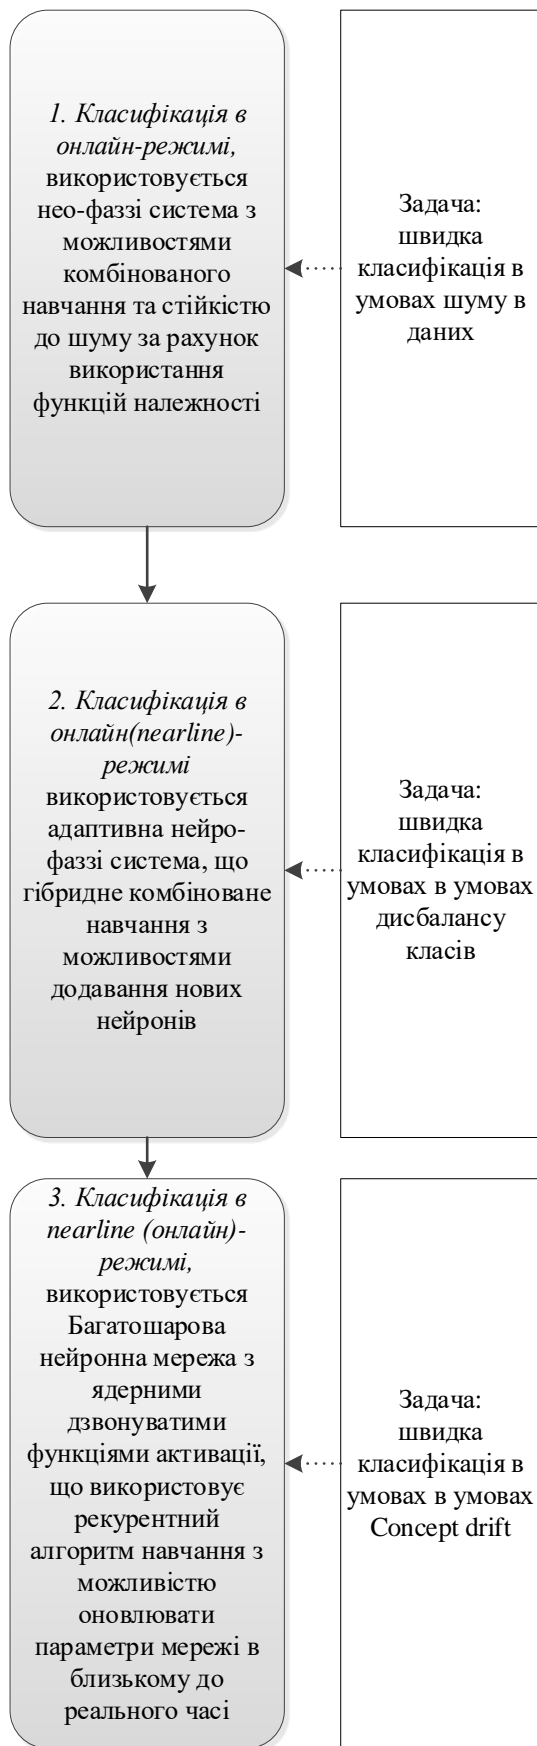 1. Класифікація в
онлайн-режимі,
використовується
нео-фаззі система з
можливостями
комбінованого
навчання та стійкістю
до шуму за рахунок
використання
функцій належності
Задача:
швидка
класифікація в
умовах шуму в
даних
2. Класифікація в
онлайн(nearline)-
режимі
використовується
адаптивна нейро-
фаззі система, що
гібридне комбіноване
навчання з
можливостями
додавання нових
нейронів
Задача:
швидка
класифікація в
умовах в умовах
дисбалансу
класів
3. Класифікація в
nearline (онлайн)-
режимі,
використовується
Багатошарова
нейронна мережа з
ядерними
дзвонуватими
функціями активації,
що використовує
рекурентний
алгоритм навчання з
можливістю
оновлювати
параметри мережі в
близькому до
реального часі
Задача:
швидка
класифікація в
умовах в умовах
Concept drift